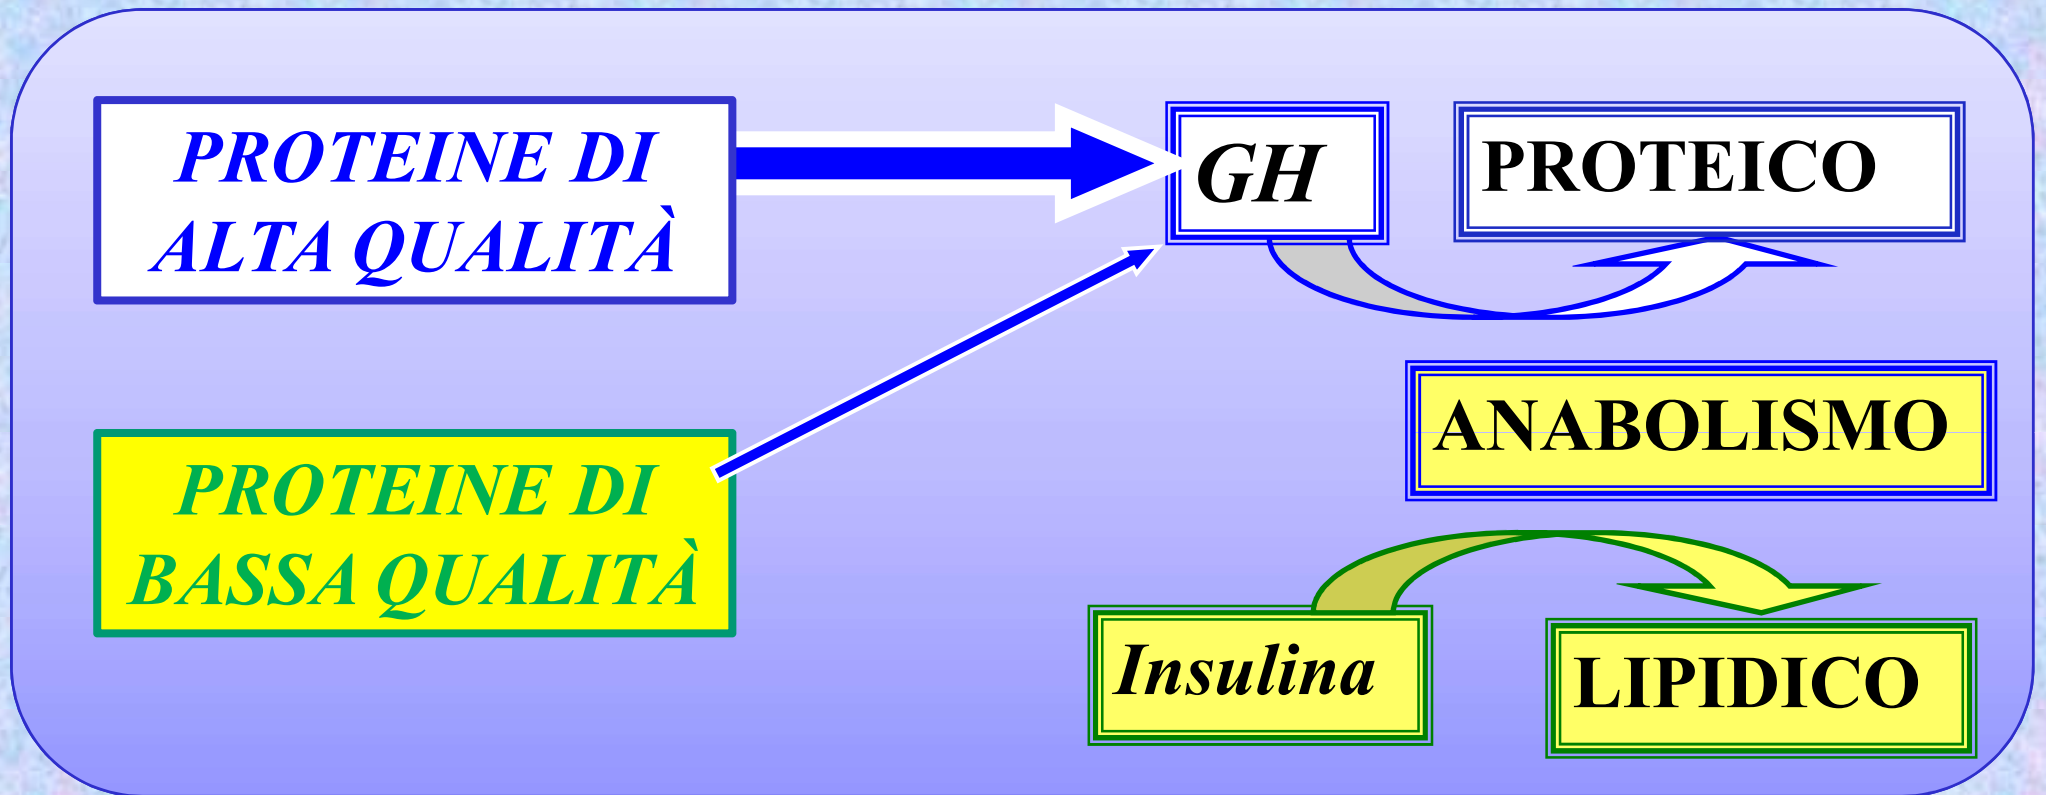 PROTEINE DI
ALTA QUALITÀ
GH
PROTEICO
ANABOLISMO
PROTEINE DI
BASSA QUALITÀ
Insulina
LIPIDICO